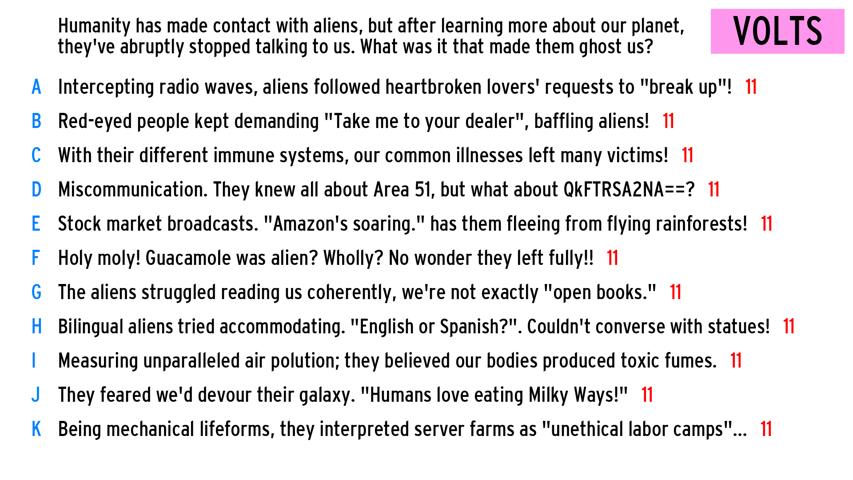 Humanity has made contact with aliens, but after learning more about our planet,
they've abruptly stopped talking to us. What was it that made them ghost us?
VOLTS
A Intercepting radio waves, aliens followed heartbroken lovers' requests to "break up"! 11
B Red-eyed people kept demanding "Take me to your dealer", baffling aliens! 11
C With their different immune systems, our common illnesses left many victims! 11
D Miscommunication. They knew all about Area 51, but what about QkFTRSA2NA==? 11
E Stock market broadcasts. "Amazon's soaring." has them fleeing from flying rainforests! 11
F Holy moly! Guacamole was alien? Wholly? No wonder they left fully!! 11
G The aliens struggled reading us coherently, we're not exactly "open books." 11
H Bilingual aliens tried accommodating. "English or Spanish?". Couldn't converse with statues! 11
I Measuring unparalleled air polution; they believed our bodies produced toxic fumes. 11
J They feared we'd devour their galaxy. "Humans love eating Milky Ways!" 11
K Being mechanical lifeforms, they interpreted server farms as "unethical labor camps"... 11